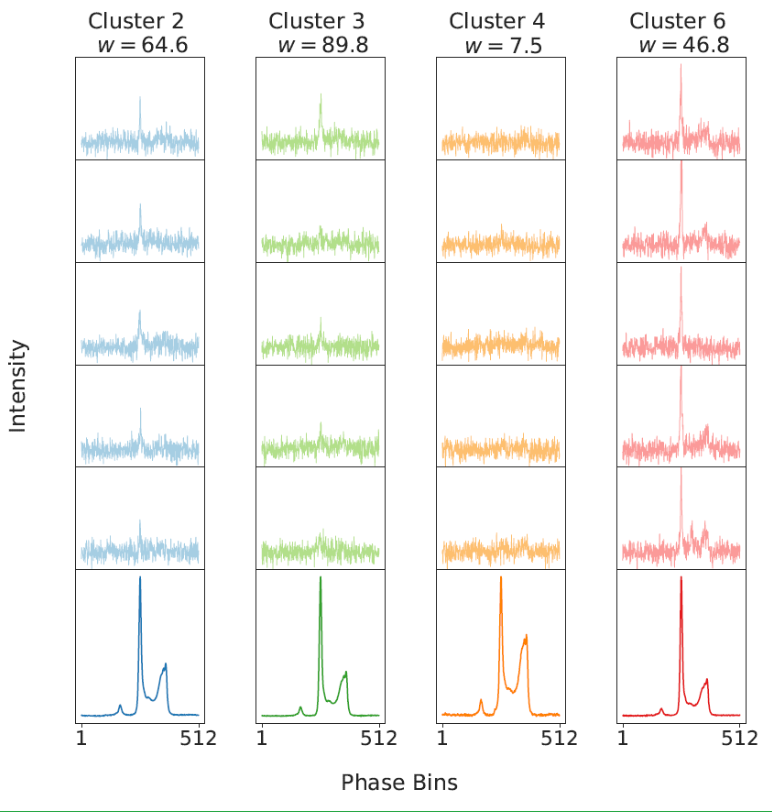 Cluster 2 Cluster 3 Cluster 4 Cluster 6
w = 64.6 w = 89.8 w = 7.5 w = 46.8
Intensity
1 512 1 512 1 512 1 512
Phase Bins